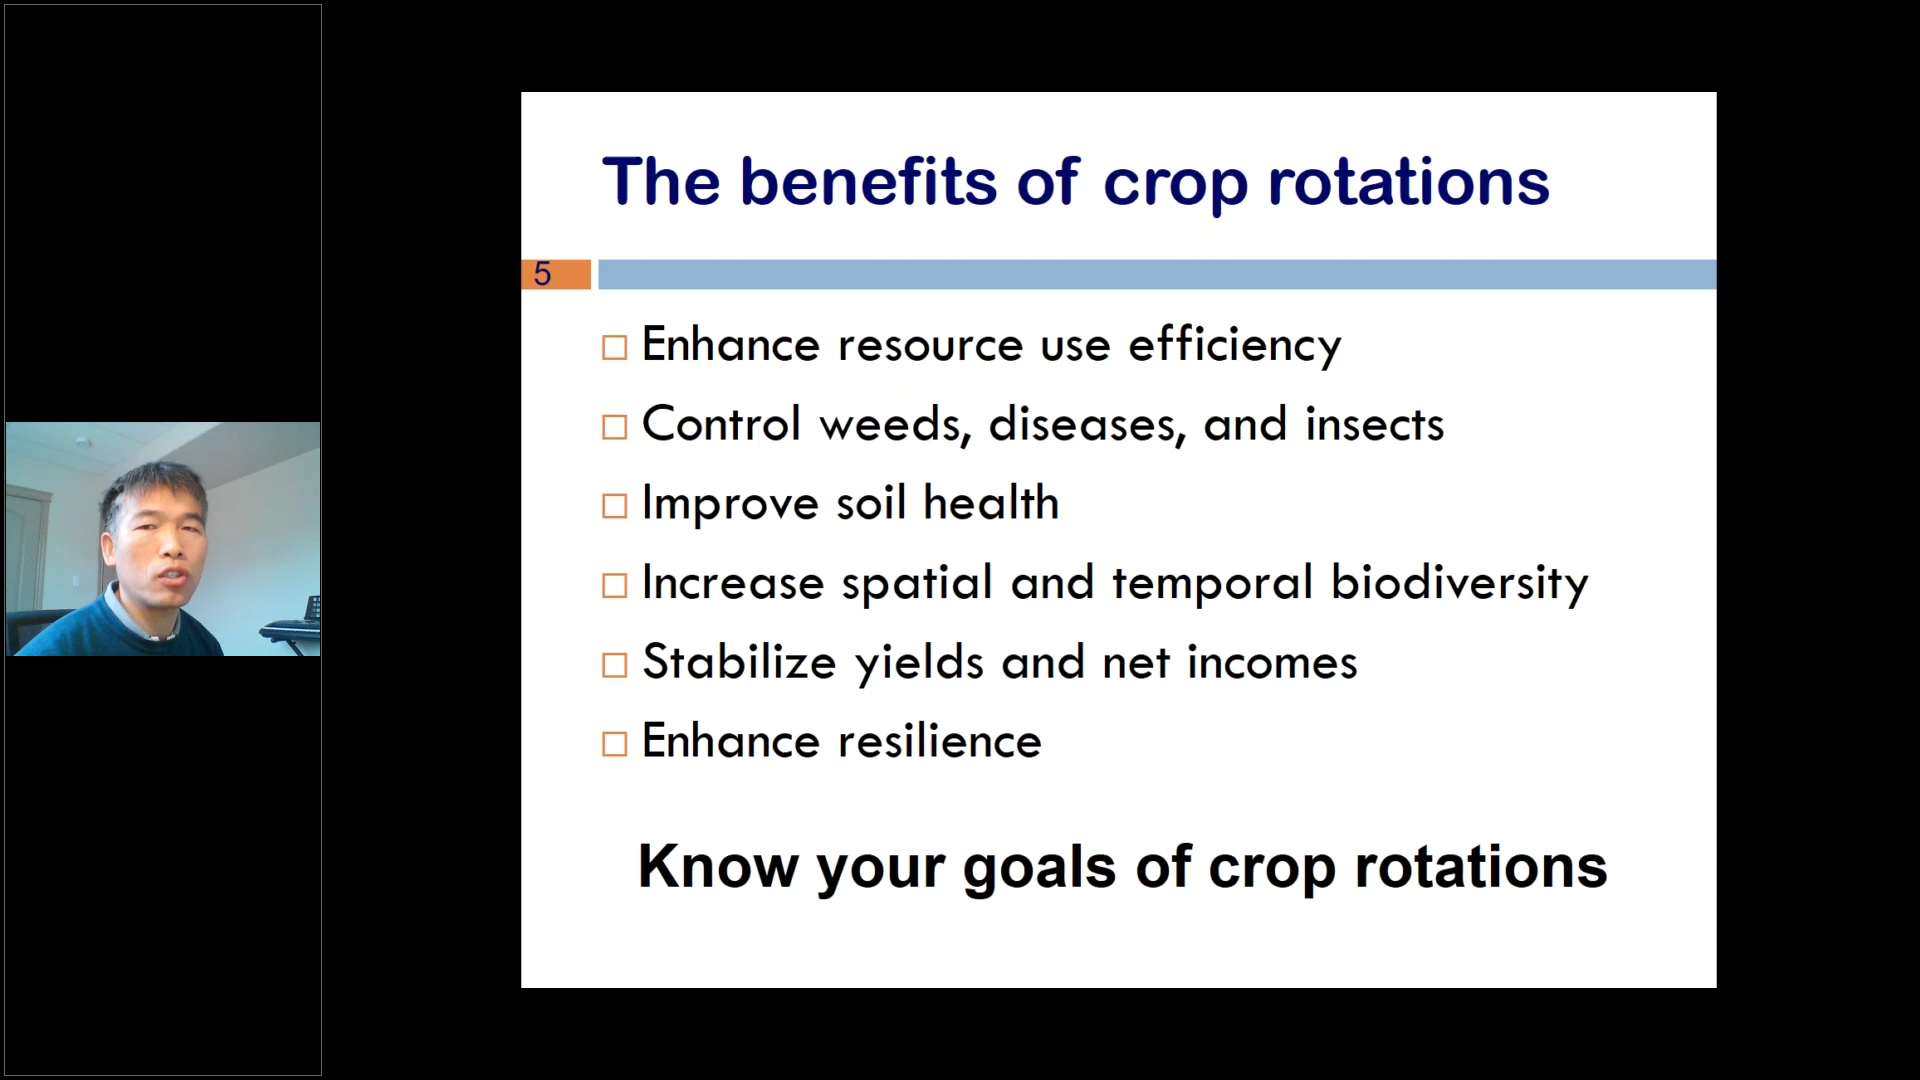 The benefits of crop rotations
5
Enhance resource use efficiency
Control weeds, diseases, and insects
Improve soil health
Increase spatial and temporal biodiversity
Stabilize yields and net incomes
Enhance resilience
Know your goals of crop rotations